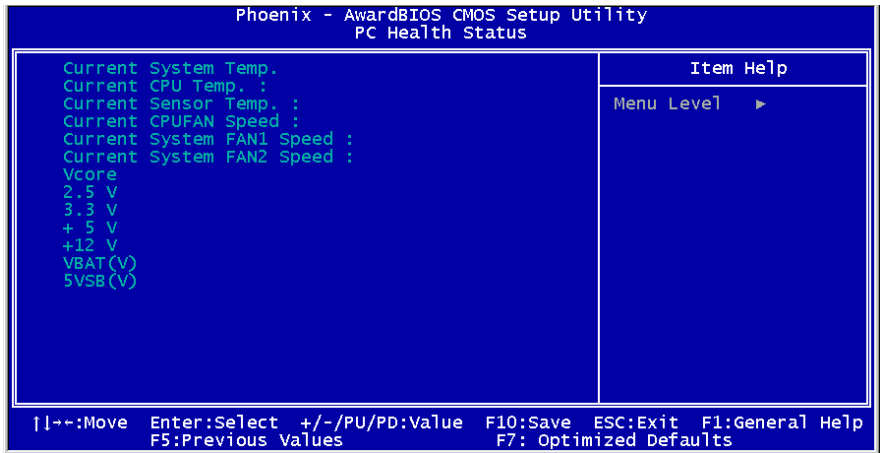 Phoenix - AwardBIOS CMOS Setup Utility
PC Health Status
Current System Temp.
Current CPU Temp. :
Current Sensor Temp. :
Current CPUFAN Speed :
Current System FAN1 Speed :
Current System FAN2 Speed :
Vcore
2.5 V
3.3 V
+ 5 V
+12 V
VBAT(V)
5VSB(V)
Item Help
Menu Level ►
↑↓→←:Move Enter:Select +/-/PU/PD:Value F10:Save ESC:Exit F1:General Help
F5:Previous Values F7: Optimized Defaults